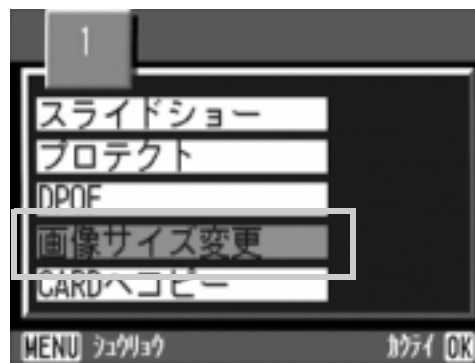 1
スライドショー
プロテクト
DPOF
画像サイズ変更
CARDへコピー
MENU シュウリョウ カクテイ OK